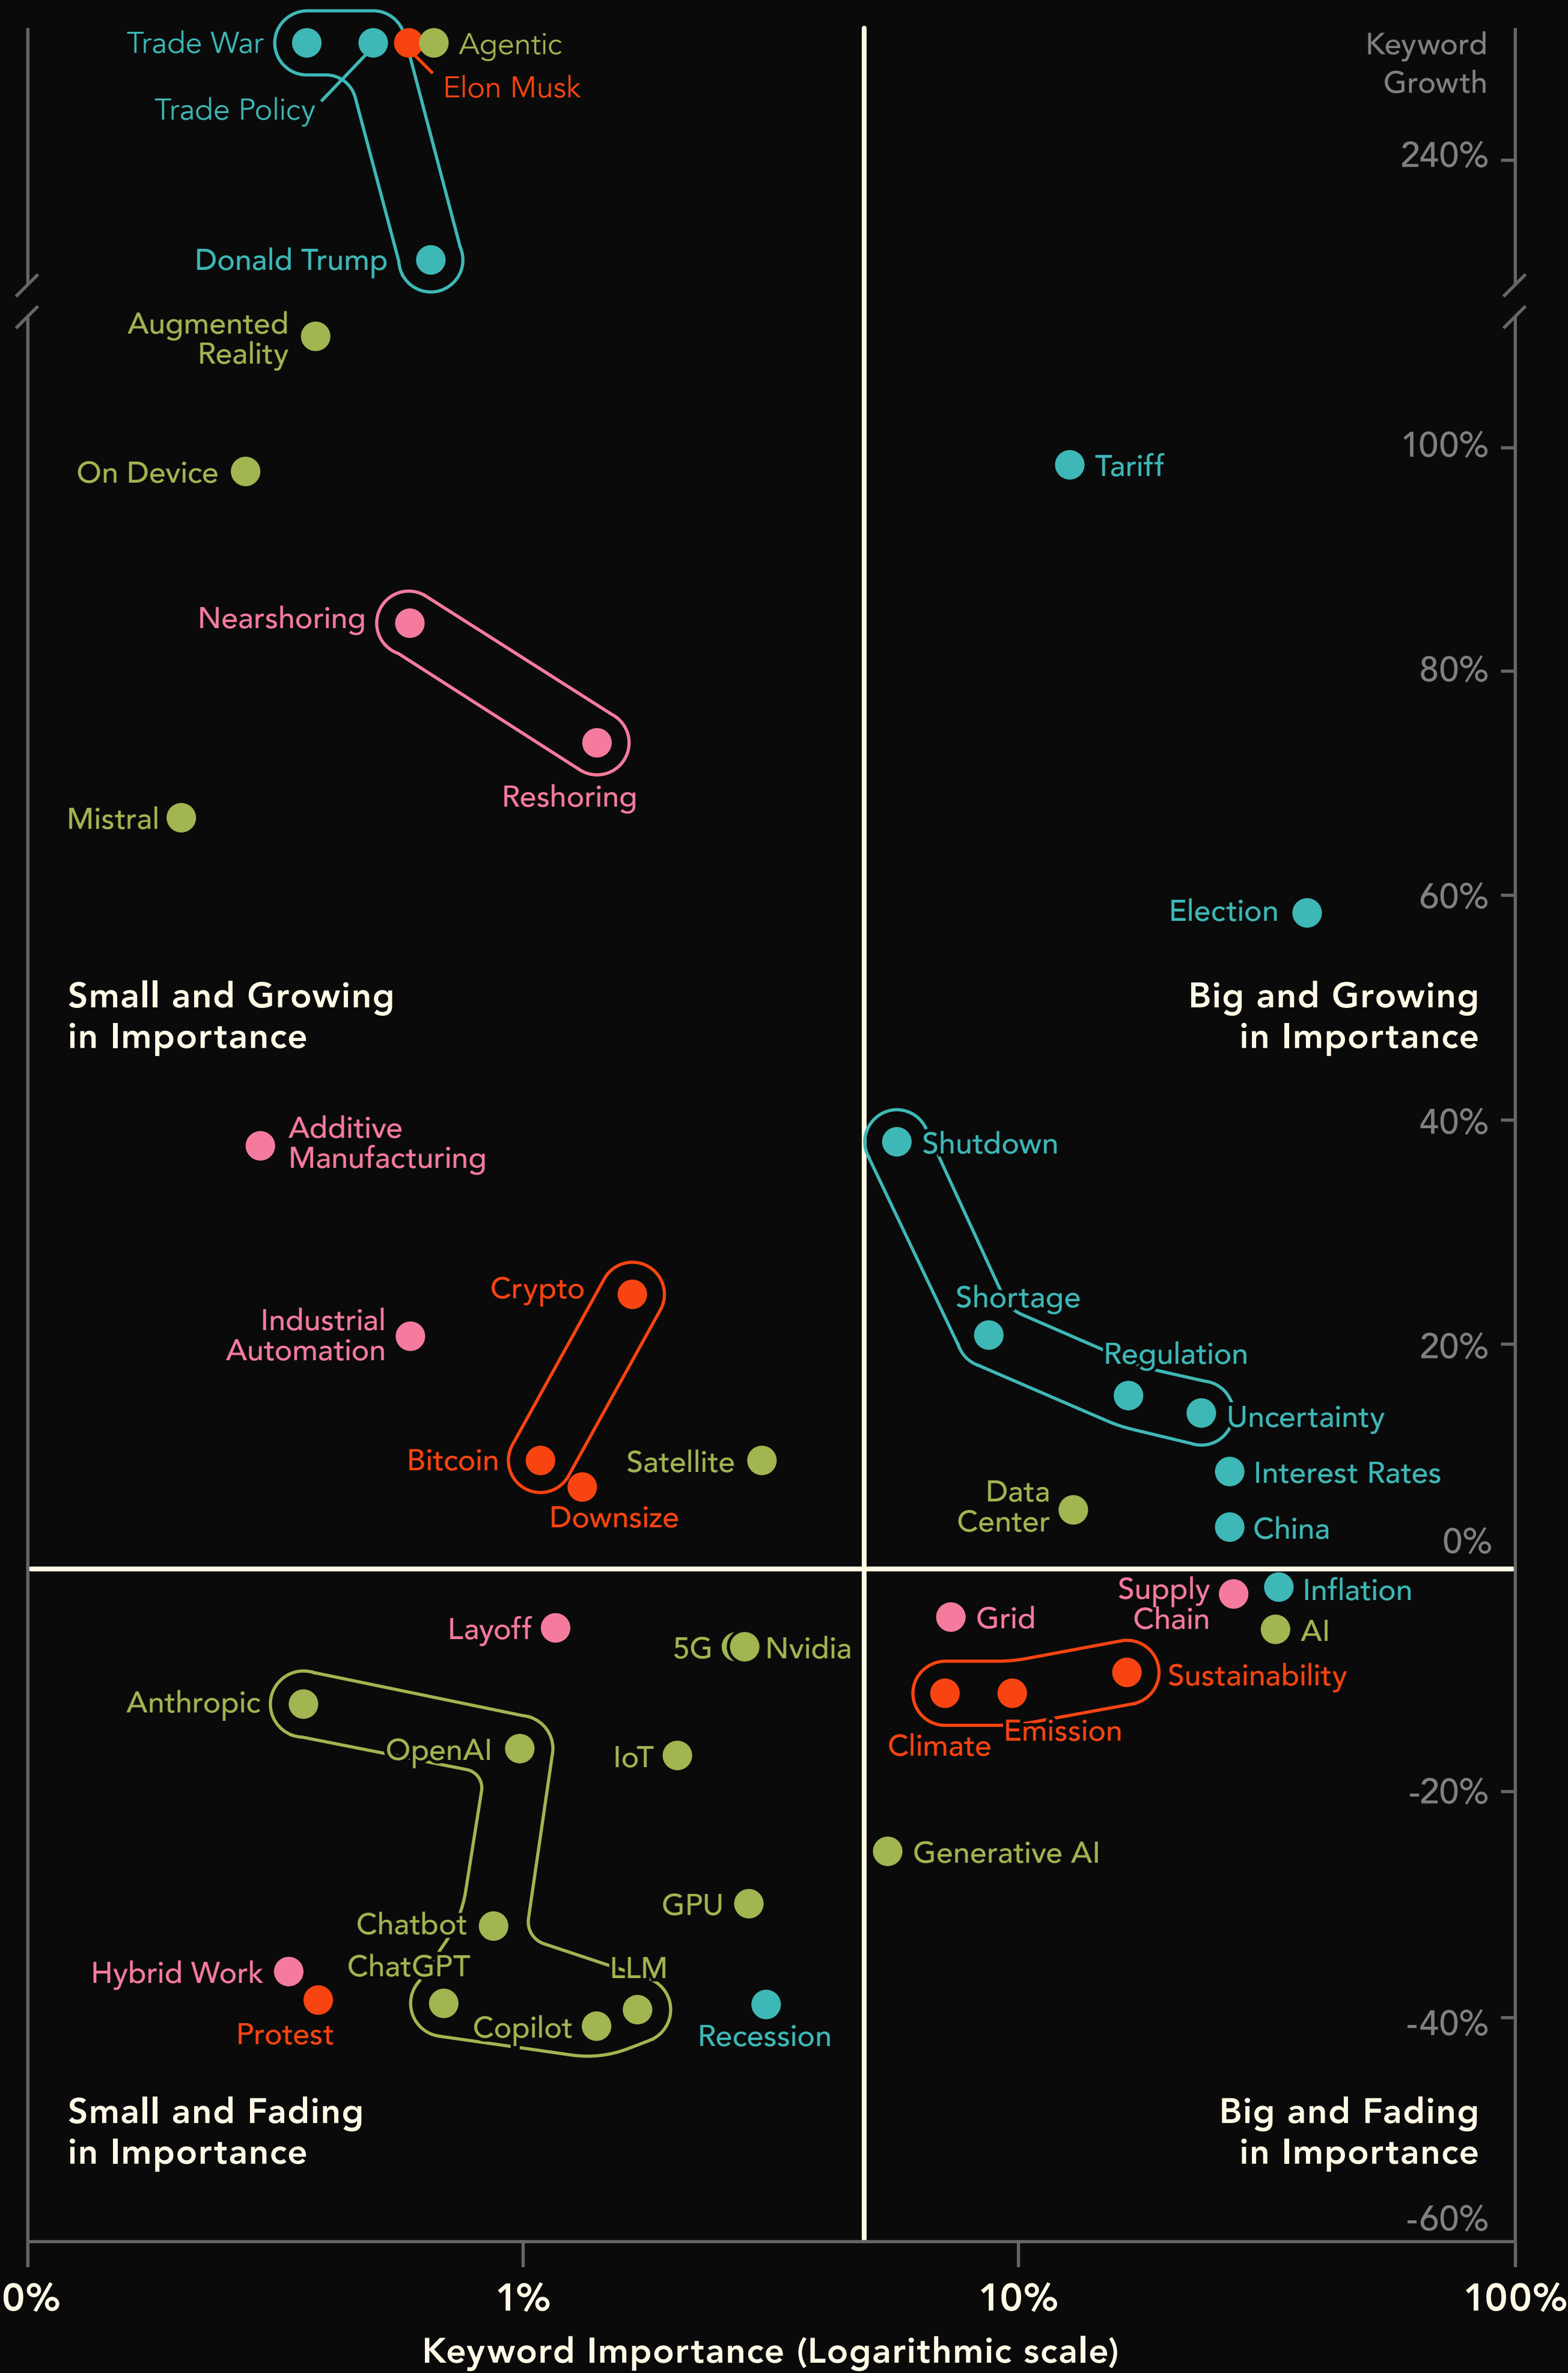 Trade War
Agentic
Keyword
Growth
Elon Musk
Trade Policy
240%
Donald Trump
Augmented
Reality
100%
On Device
Tariff
Nearshoring
80%
Reshoring
Mistral
60%
Election
Small and Growing
in Importance
Big and Growing
in Importance
40%
Additive
Manufacturing
Shutdown
Crypto
Shortage
Industrial
Automation
20%
Regulation
Uncertainty
Bitcoin
Satellite
Interest Rates
Data
Center
Downsize
China
0%
Supply
Chain
Inflation
Grid
Layoff
AI
5G
Nvidia
Sustainability
Anthropic
Emission
Climate
OpenAI
IoT
-20%
Generative AI
GPU
Chatbot
ChatGPT
LLM
Hybrid Work
-40%
Copilot
Protest
Recession
Small and Fading
in Importance
Big and Fading
in Importance
-60%
0%
1%
10%
100%
Keyword Importance (Logarithmic scale)